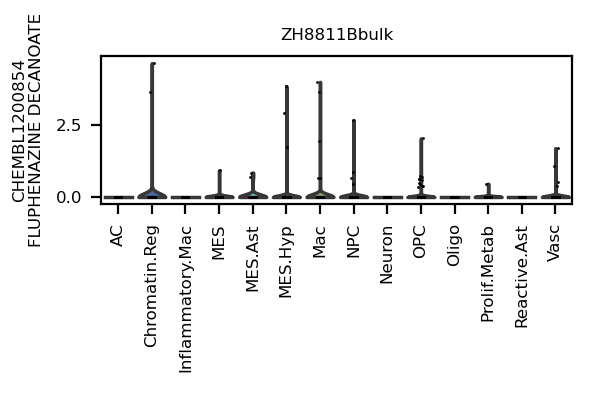 ZH8811Bbulk
CHEMBL1200854
FLUPHENAZINE DECANOATE
2.5
0.0
AC
Chromatin.Reg
Inflammatory.Mac
MES
MES.Ast
MES.Hyp
Mac
NPC
Neuron
OPC
Oligo
Prolif.Metab
Reactive.Ast
Vasc